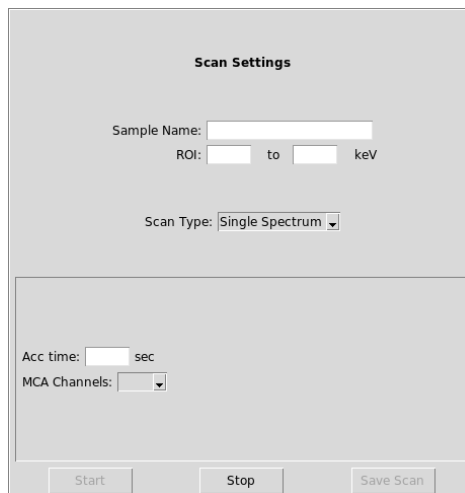 Scan Settings
Sample Name:
ROI: to keV
Scan Type: Single Spectrum
Acc time: sec
MCA Channels:
Start Stop Save Scan